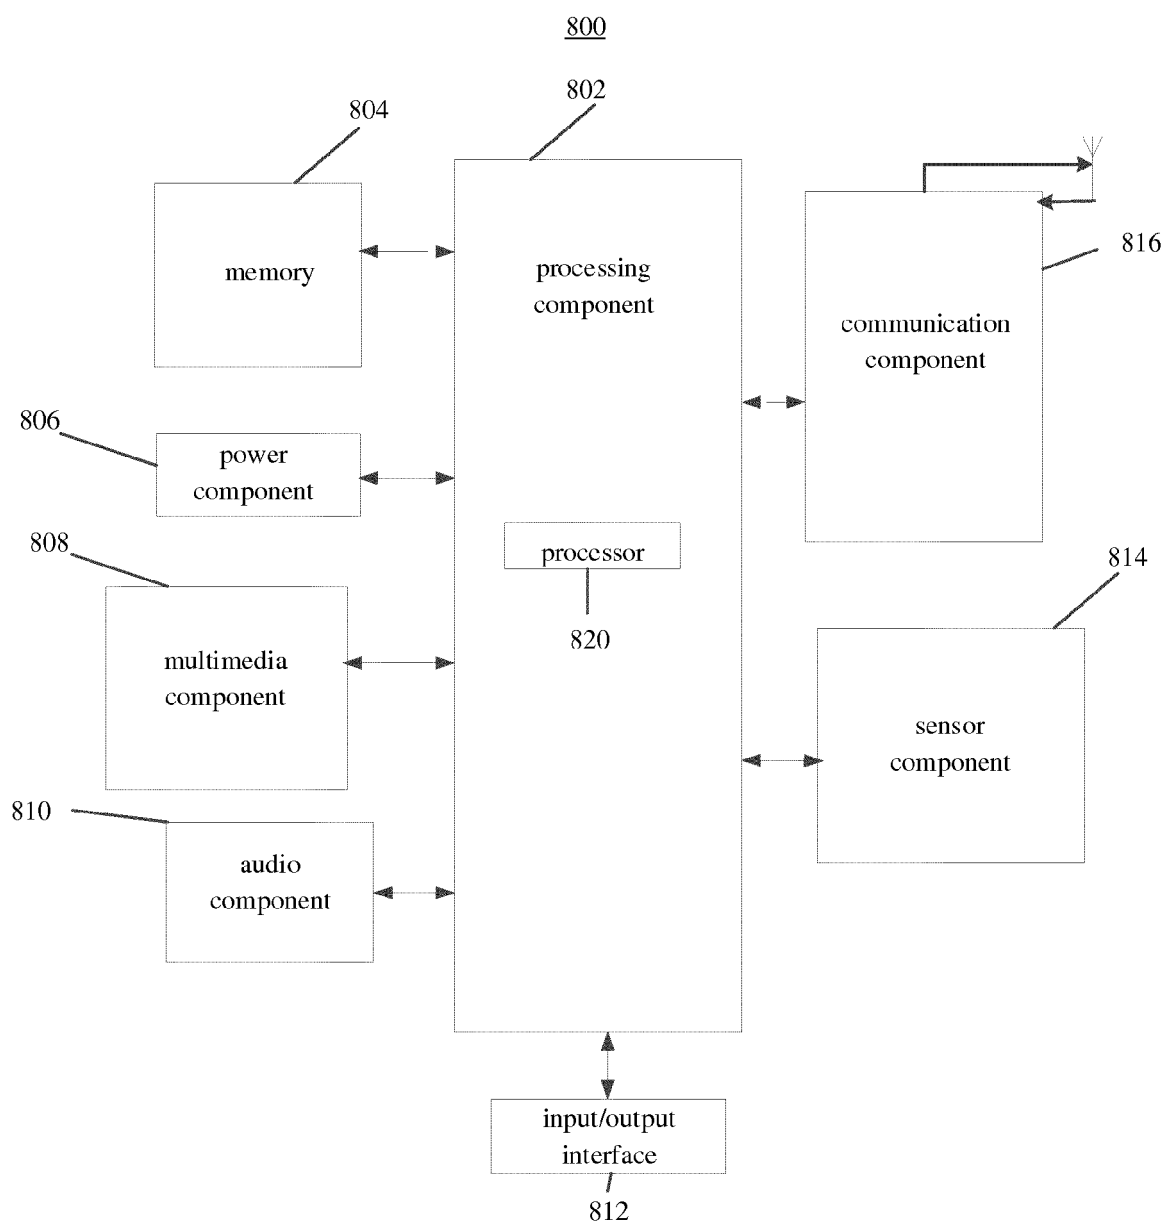 800
802
804
memory
processing
component
816
communication
component
806
power
component
808
processor
820
814
multimedia
component
sensor
component
810
audio
component
input/output
interface
812